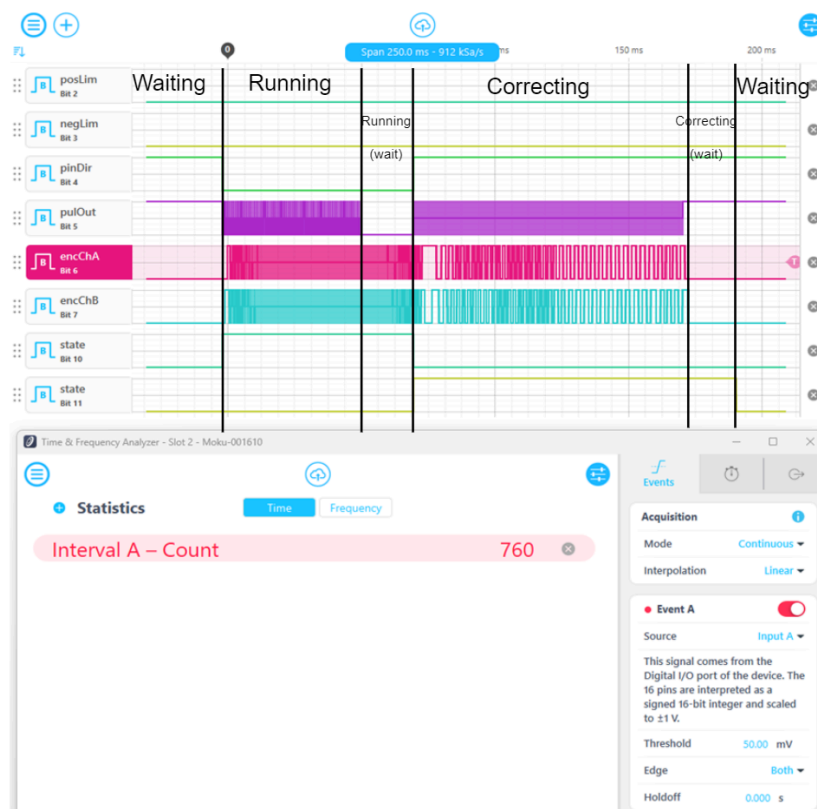 0
Span 250.0 ms - 912 kSa/s
ms
150 ms
200 ms
Waiting
Running
Correcting
Waiting
Running
(wait)
Correcting
(wait)
posLim
Bit 2
negLim
Bit 3
pinDir
Bit 4
pulOut
Bit 5
encChA
Bit 6
T
encChB
Bit 7
state
Bit 10
state
Bit 11
Time & Frequency Analyzer - Slot 2 - Moku-001610
Statistics
Time
Frequency
Interval A – Count 760
Events
Acquisition
Mode Continuous
Interpolation Linear
Event A
Source Input A
This signal comes from the
Digital I/O port of the device. The
16 pins are interpreted as a
signed 16-bit integer and scaled
to ±1 V.
Threshold 50.00 mV
Edge Both
Holdoff 0.000 s